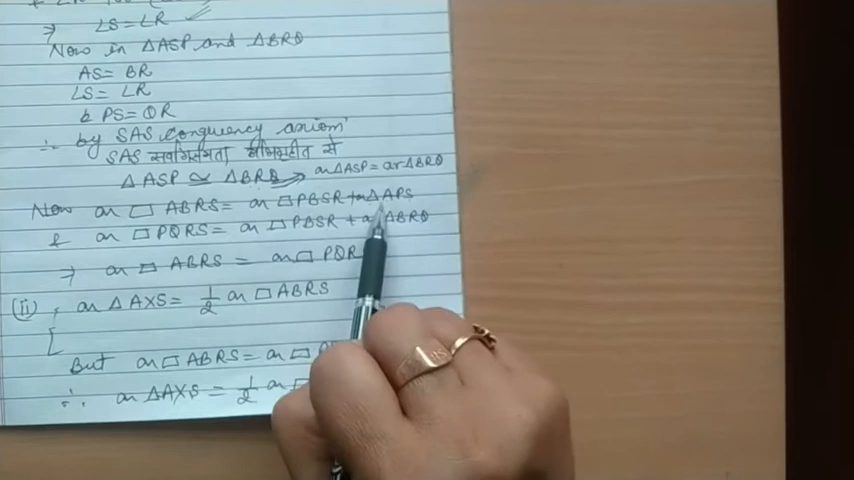 ⇒ ∠S = ∠R
Now in △ASP and △BRQ
AS = BR
∠S = ∠R
& PS = QR
∴ by SAS congruency axiom
SAS सर्वांगसमता अभिगृहीत से
△ASP ≅ △BRQ ⇒ ar△ASP = ar△BRQ
Now ar □ ABRS = ar □PBSR + ar△APS
& ar □PQRS = ar □PBSR + ar△BRQ
⇒ ar □ ABRS = ar □ PQR
(ii) ar △AXS = 1/2 ar □ABRS
But ar □ABRS = ar □
∴ ar △AXS = 1/2 ar □